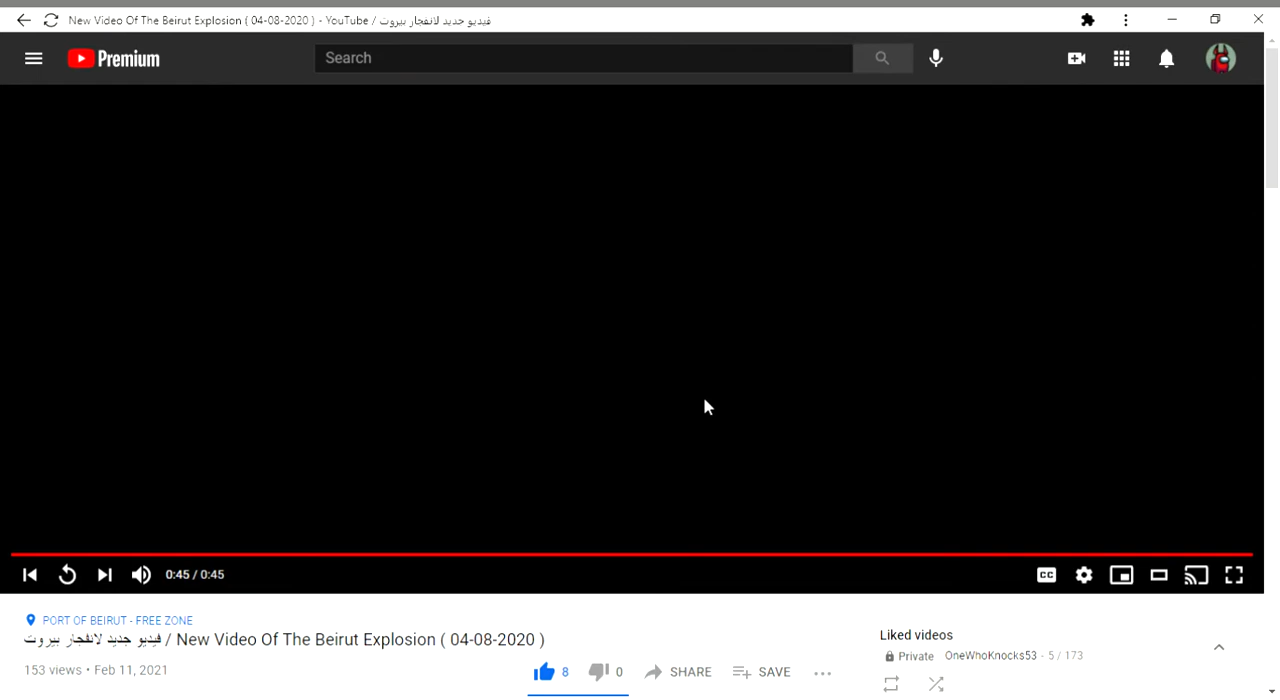 New Video Of The Beirut Explosion ( 04-08-2020 ) - YouTube / فيديو جديد لانفجار بيروت
Premium
Search
0:45 / 0:45
CC
PORT OF BEIRUT - FREE ZONE
فيديو جديد لانفجار بيروت / New Video Of The Beirut Explosion ( 04-08-2020 )
153 views • Feb 11, 2021
8 0 SHARE SAVE
Liked videos
Private OneWhoKnocks53 - 5 / 173